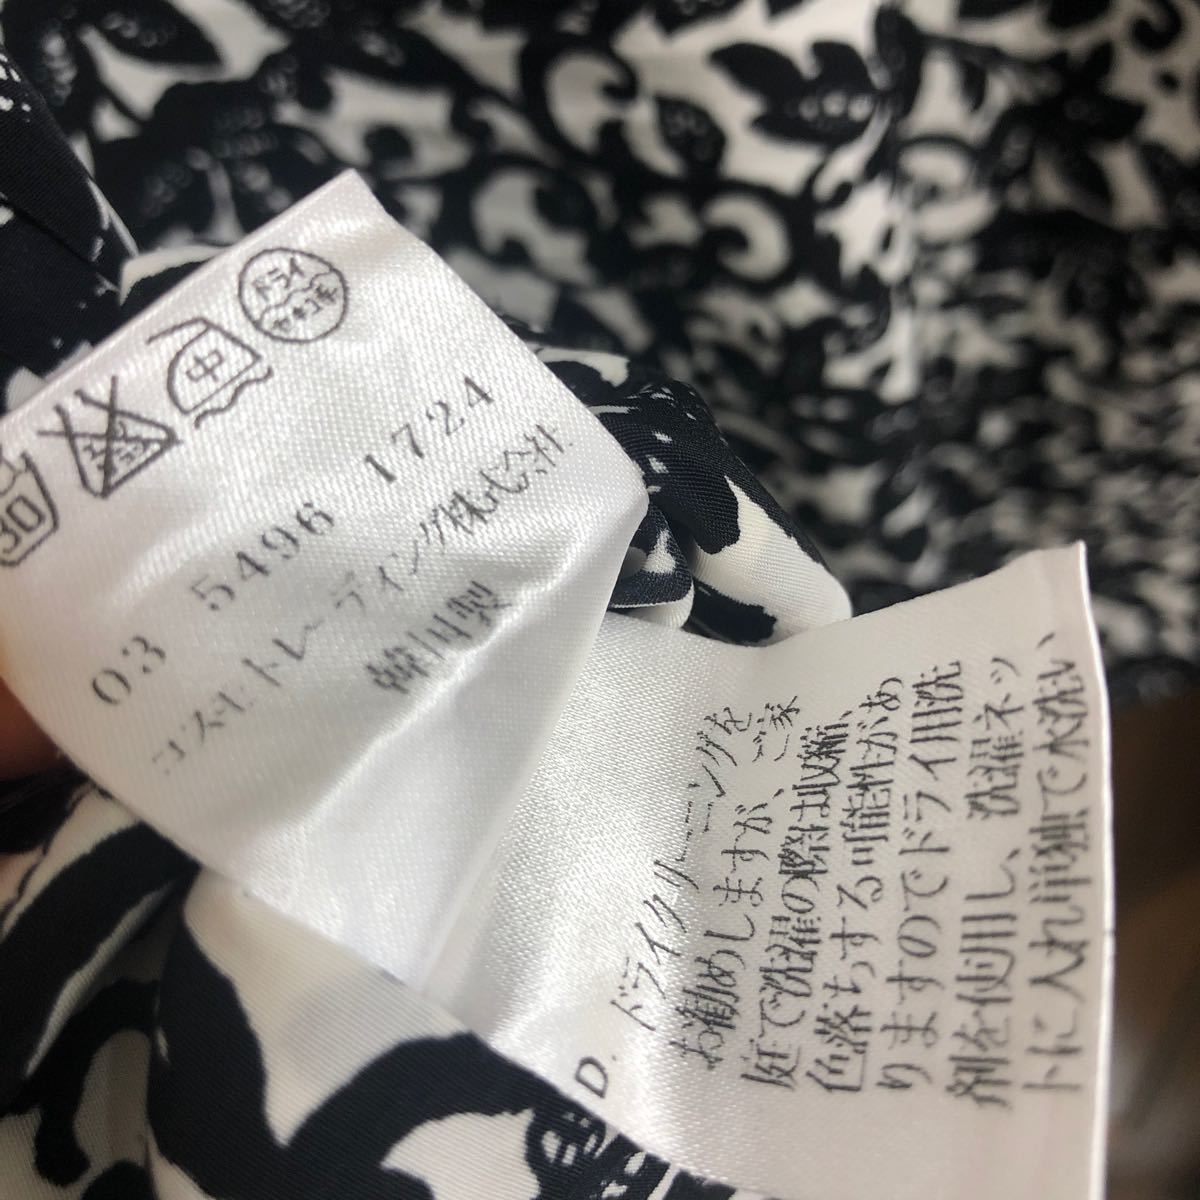 30
中
ドライ
セキユ系
03 5496 1724
コスモトレーディング株式会社
韓国製
ドライクリーニングを
お勧めしますが、ご家
庭で洗濯の際は収縮、
色落ちする可能性があ
りますのでドライ用洗
剤を使用し、洗濯ネッ
トに入れ単独で水洗い
D.